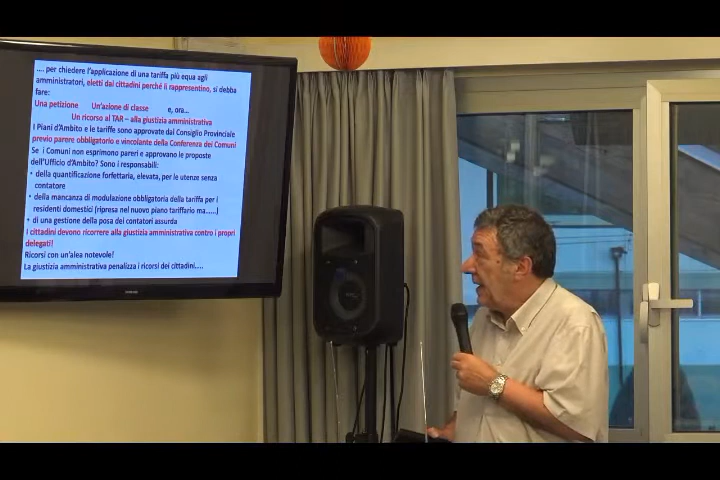 .... per chiedere l'applicazione di una tariffa più equa agli
amministratori, eletti dai cittadini perché li rappresentino, si debba
fare:
Una petizione Un'azione di classe e, ora...
Un ricorso al TAR – alla giustizia amministrativa
I Piani d'Ambito e le tariffe sono approvate dal Consiglio Provinciale
previo parere obbligatorio e vincolante della Conferenza dei Comuni
Se i Comuni non esprimono pareri e approvano le proposte
dell'Ufficio d'Ambito? Sono i responsabili:
• della quantificazione forfettaria, elevata, per le utenze senza
contatore
• della mancanza di modulazione obbligatoria della tariffa per i
residenti domestici (ripresa nel nuovo piano tariffario ma......)
• di una gestione della posa dei contatori assurda
I cittadini devono ricorrere alla giustizia amministrativa contro i propri
delegati!
Ricorsi con un'alea notevole!
La giustizia amministrativa penalizza i ricorsi dei cittadini....